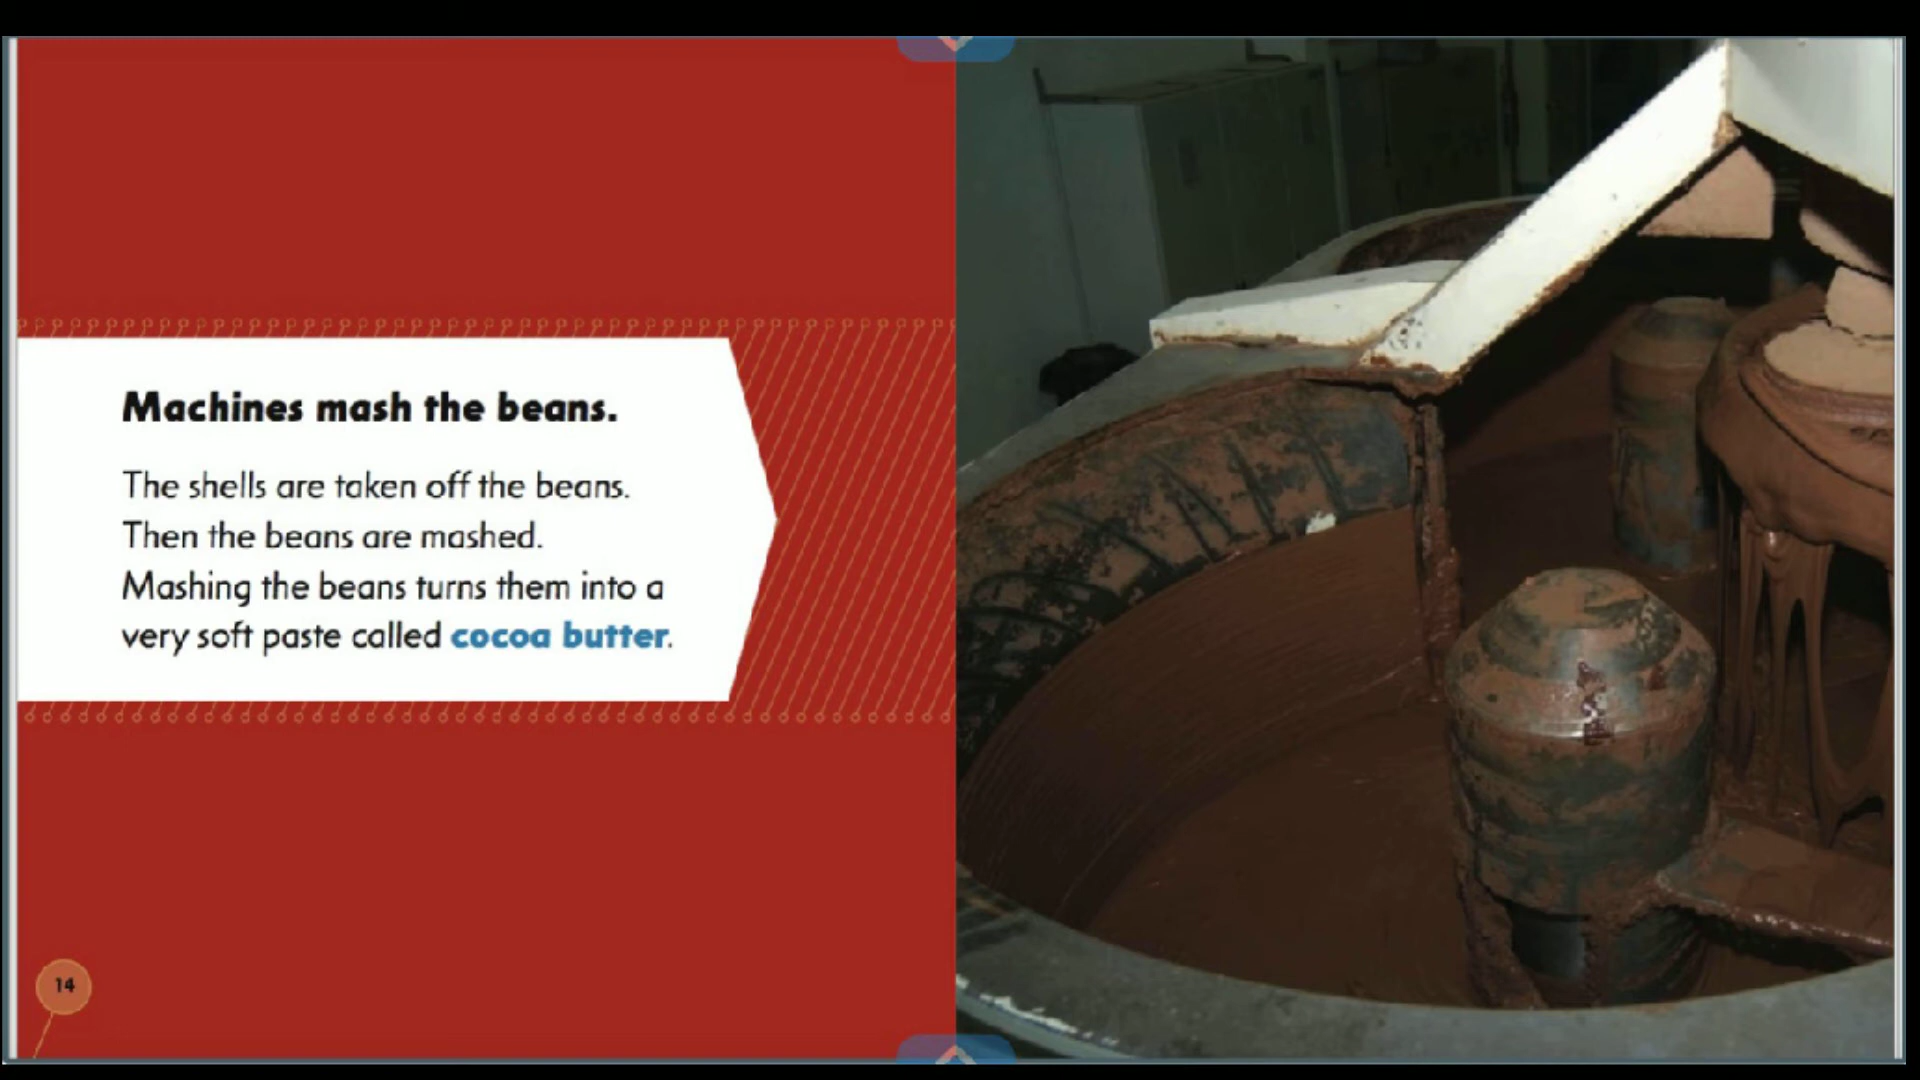 Machines mash the beans.
The shells are taken off the beans.
Then the beans are mashed.
Mashing the beans turns them into a
very soft paste called cocoa butter.
14